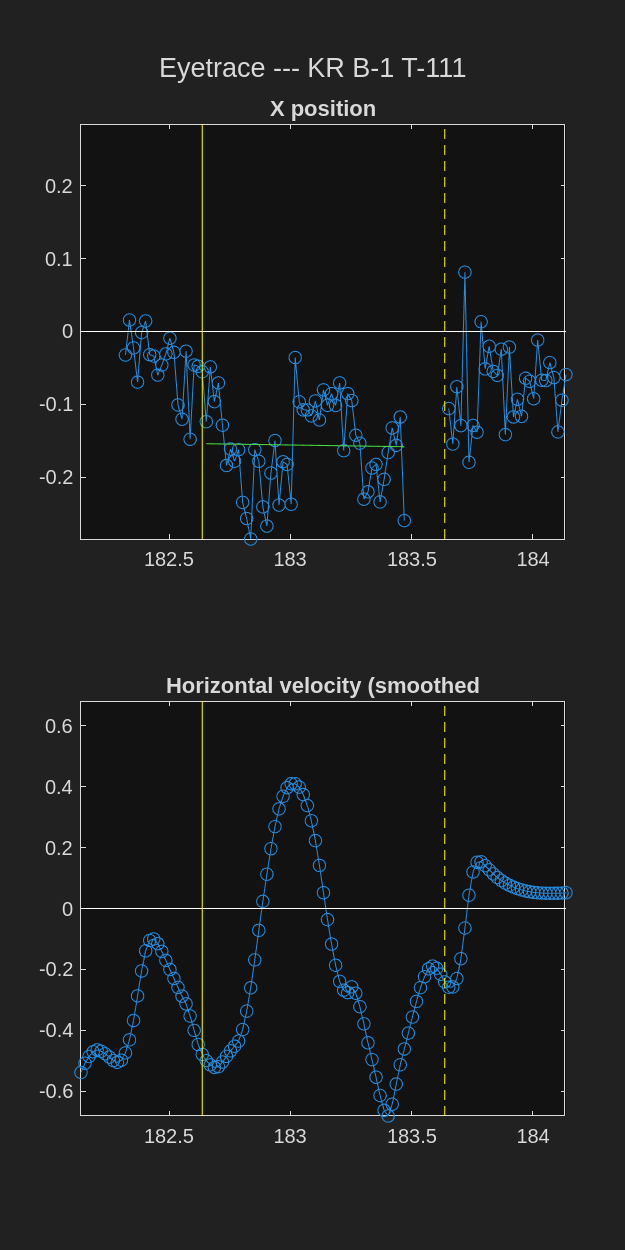 Eyetrace --- KR B-1 T-111
X position
0.2
0.1
0
-0.1
-0.2
182.5 183 183.5 184
Horizontal velocity (smoothed
0.6
0.4
0.2
0
-0.2
-0.4
-0.6
182.5 183 183.5 184